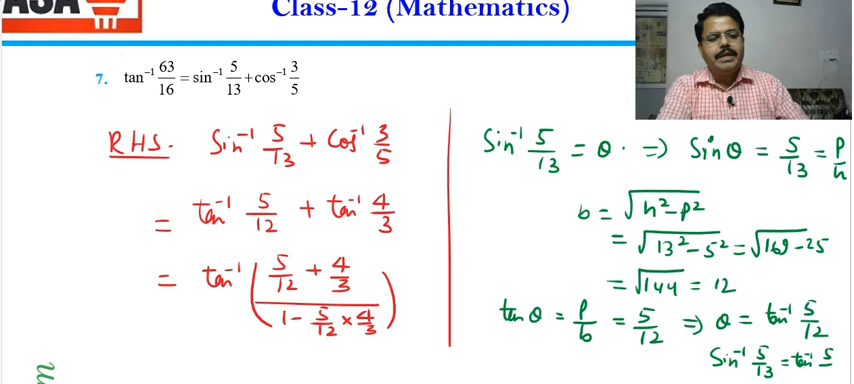 ASA
Class-12 (Mathematics)
7. tan⁻¹ 63/16 = sin⁻¹ 5/13 + cos⁻¹ 3/5
RHS. Sin⁻¹ 5/13 + Cos⁻¹ 3/5
= tan⁻¹ 5/12 + tan⁻¹ 4/3
= tan⁻¹ ( (5/12 + 4/3) / (1 - 5/12 × 4/3) )
Sin⁻¹ 5/13 = θ. ⇒ Sinθ = 5/13 = P/h
b = √(h² - P²)
= √(13² - 5²) = √(169 - 25)
= √144 = 12
tanθ = P/b = 5/12 ⇒ θ = tan⁻¹ 5/12
Sin⁻¹ 5/13 = tan⁻¹ 5